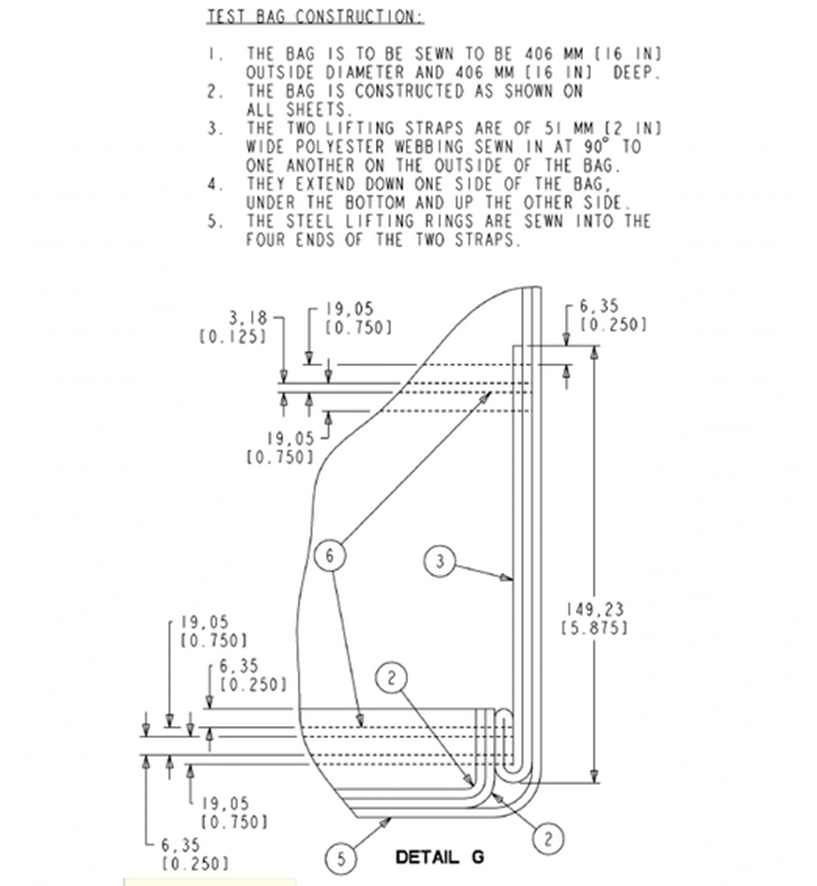 TEST BAG CONSTRUCTION:
1. THE BAG IS TO BE SEWN TO BE 406 MM [16 IN]
OUTSIDE DIAMETER AND 406 MM [16 IN] DEEP.
2. THE BAG IS CONSTRUCTED AS SHOWN ON
ALL SHEETS.
3. THE TWO LIFTING STRAPS ARE OF 51 MM [2 IN]
WIDE POLYESTER WEBBING SEWN IN AT 90° TO
ONE ANOTHER ON THE OUTSIDE OF THE BAG.
4. THEY EXTEND DOWN ONE SIDE OF THE BAG,
UNDER THE BOTTOM AND UP THE OTHER SIDE.
5. THE STEEL LIFTING RINGS ARE SEWN INTO THE
FOUR ENDS OF THE TWO STRAPS.
3,18
[0.125]
19,05
[0.750]
6,35
[0.250]
19,05
[0.750]
6
3
149,23
[5.875]
19,05
[0.750]
6,35
[0.250]
2
19,05
[0.750]
6,35
[0.250]
2
5
DETAIL G